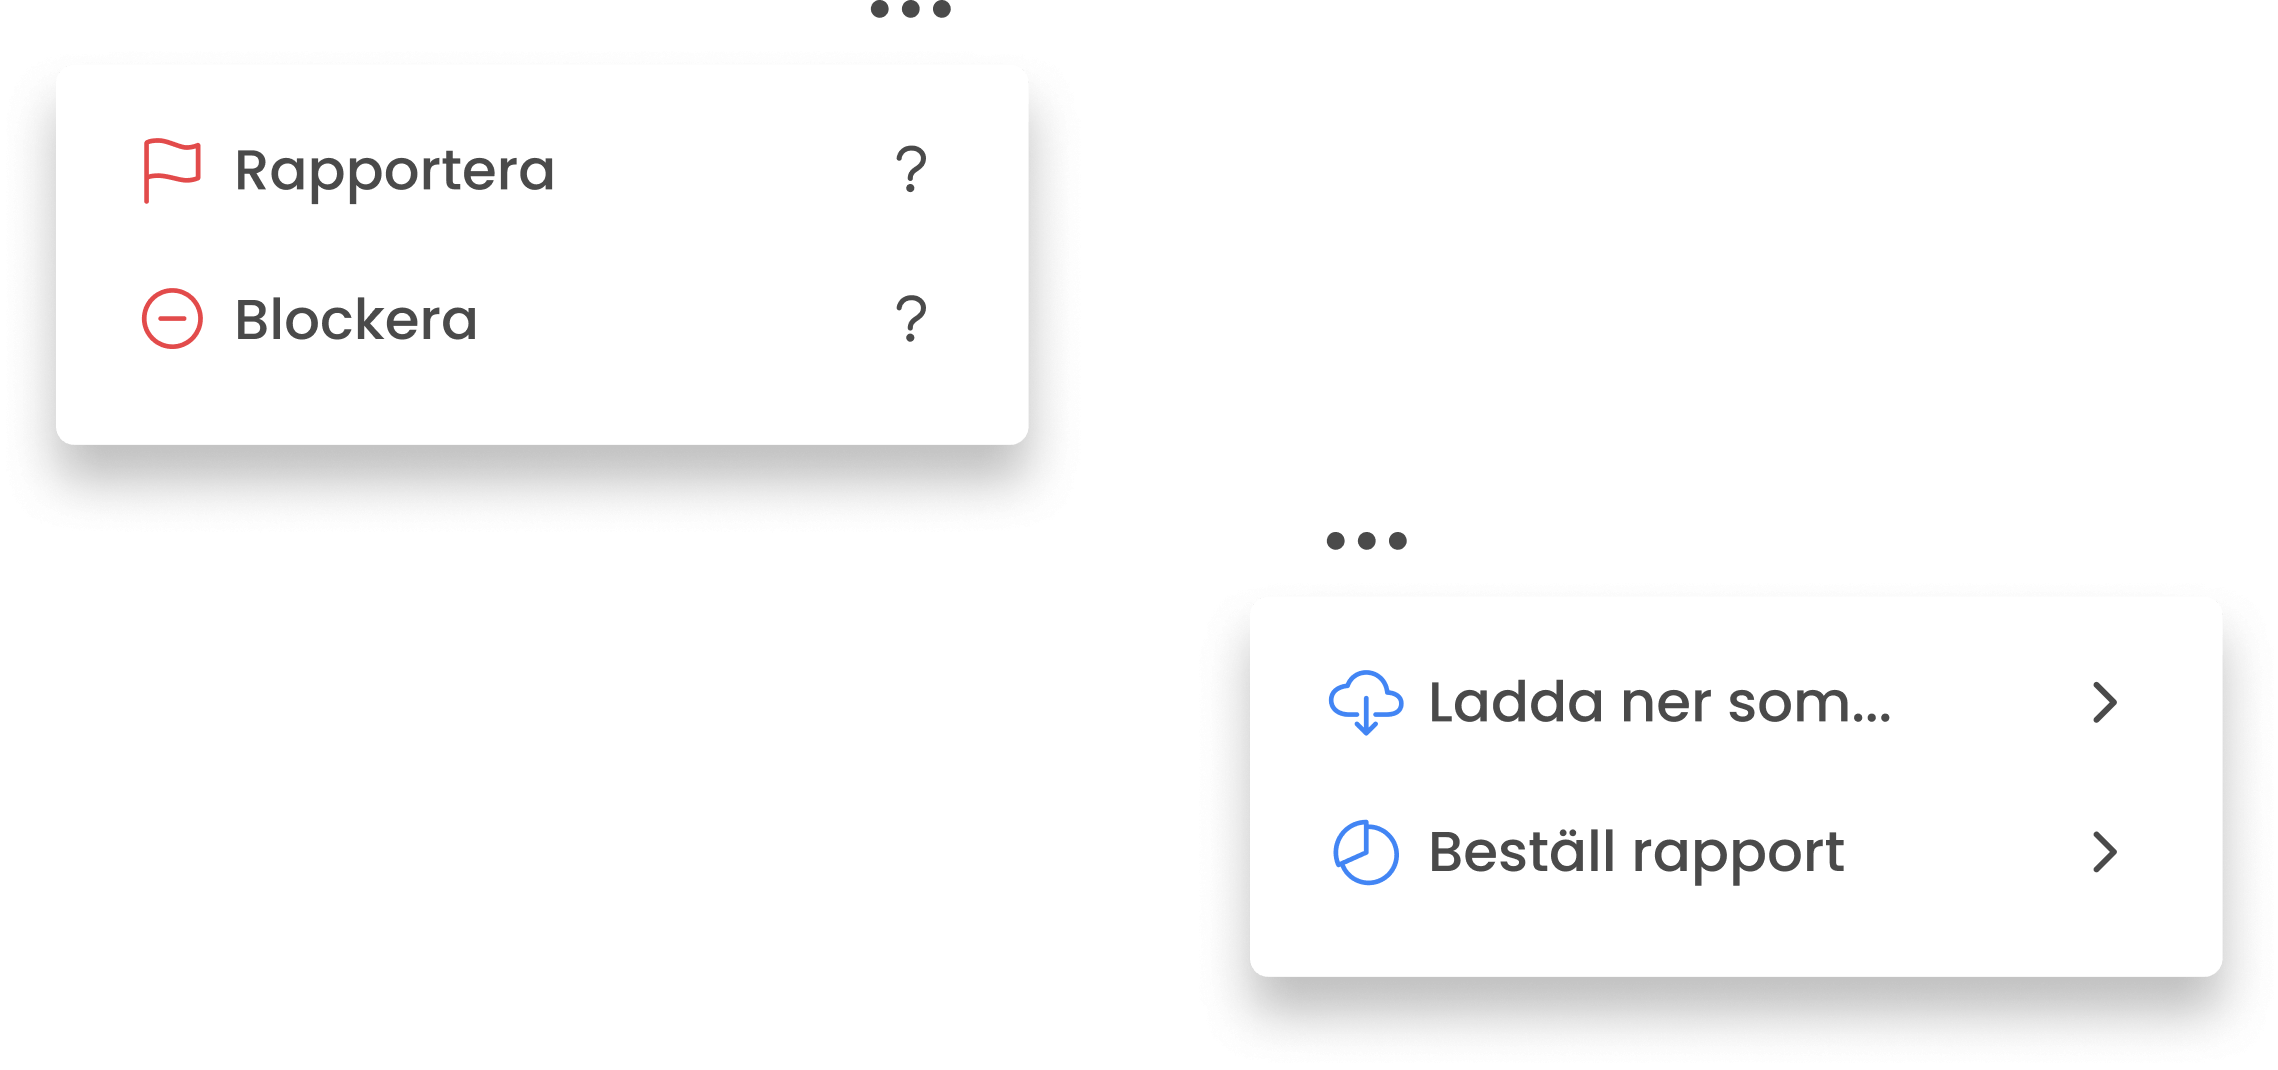 Rapportera ?
Blockera ?
Ladda ner som...
Beställ rapport